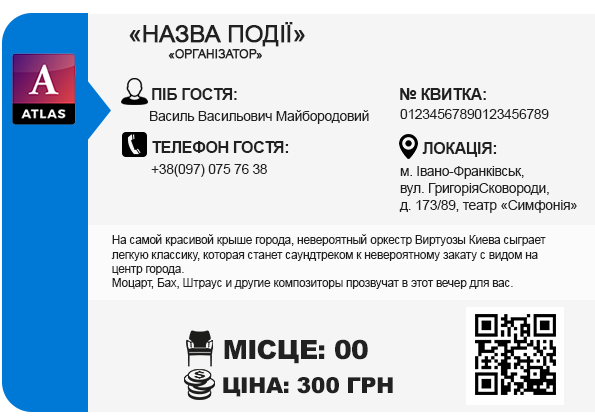 «НАЗВА ПОДІЇ»
«ОРГАНІЗАТОР»
A
ATLAS
ПІБ ГОСТЯ:
Василь Васильович Майбородовий
ТЕЛЕФОН ГОСТЯ:
+38(097) 075 76 38
№ КВИТКА:
01234567890123456789
ЛОКАЦІЯ:
м. Івано-Франківськ,
вул. ГригоріяСковороди,
д. 173/89, театр «Симфонія»
На самой красивой крыше города, невероятный оркестр Виртуозы Киева сыграет
легкую классику, которая станет саундтреком к невероятному закату с видом на
центр города.
Моцарт, Бах, Штраус и другие композиторы прозвучат в этот вечер для вас.
МІСЦЕ: 00
ЦІНА: 300 ГРН